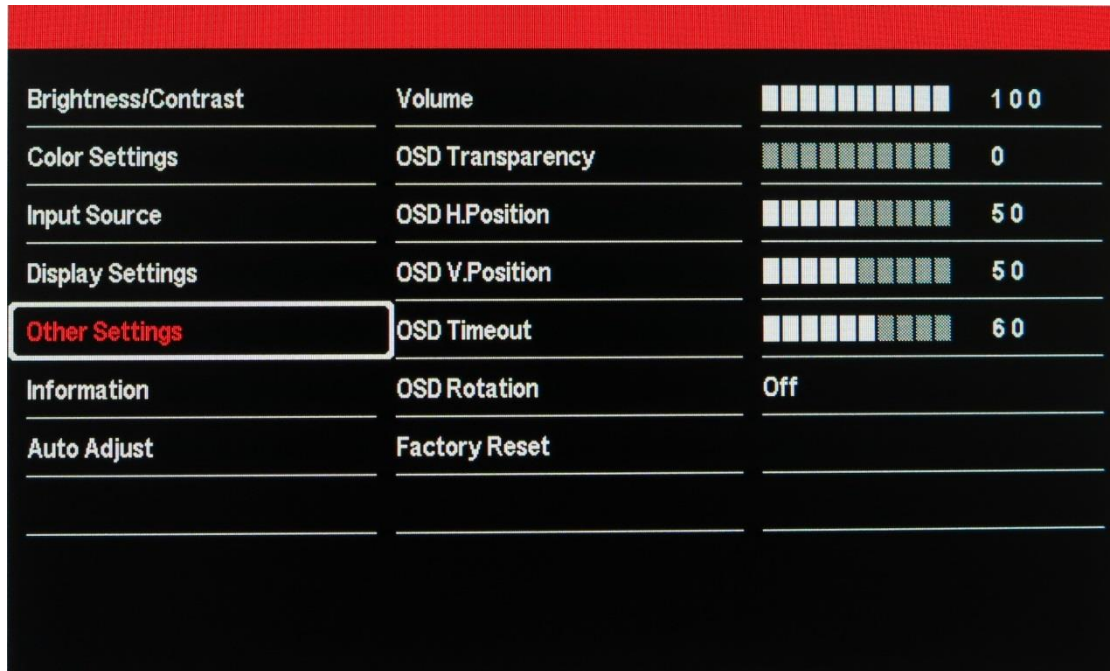 Brightness/Contrast Volume 100
Color Settings OSD Transparency 0
Input Source OSD H.Position 50
Display Settings OSD V.Position 50
Other Settings OSD Timeout 60
Information OSD Rotation Off
Auto Adjust Factory Reset